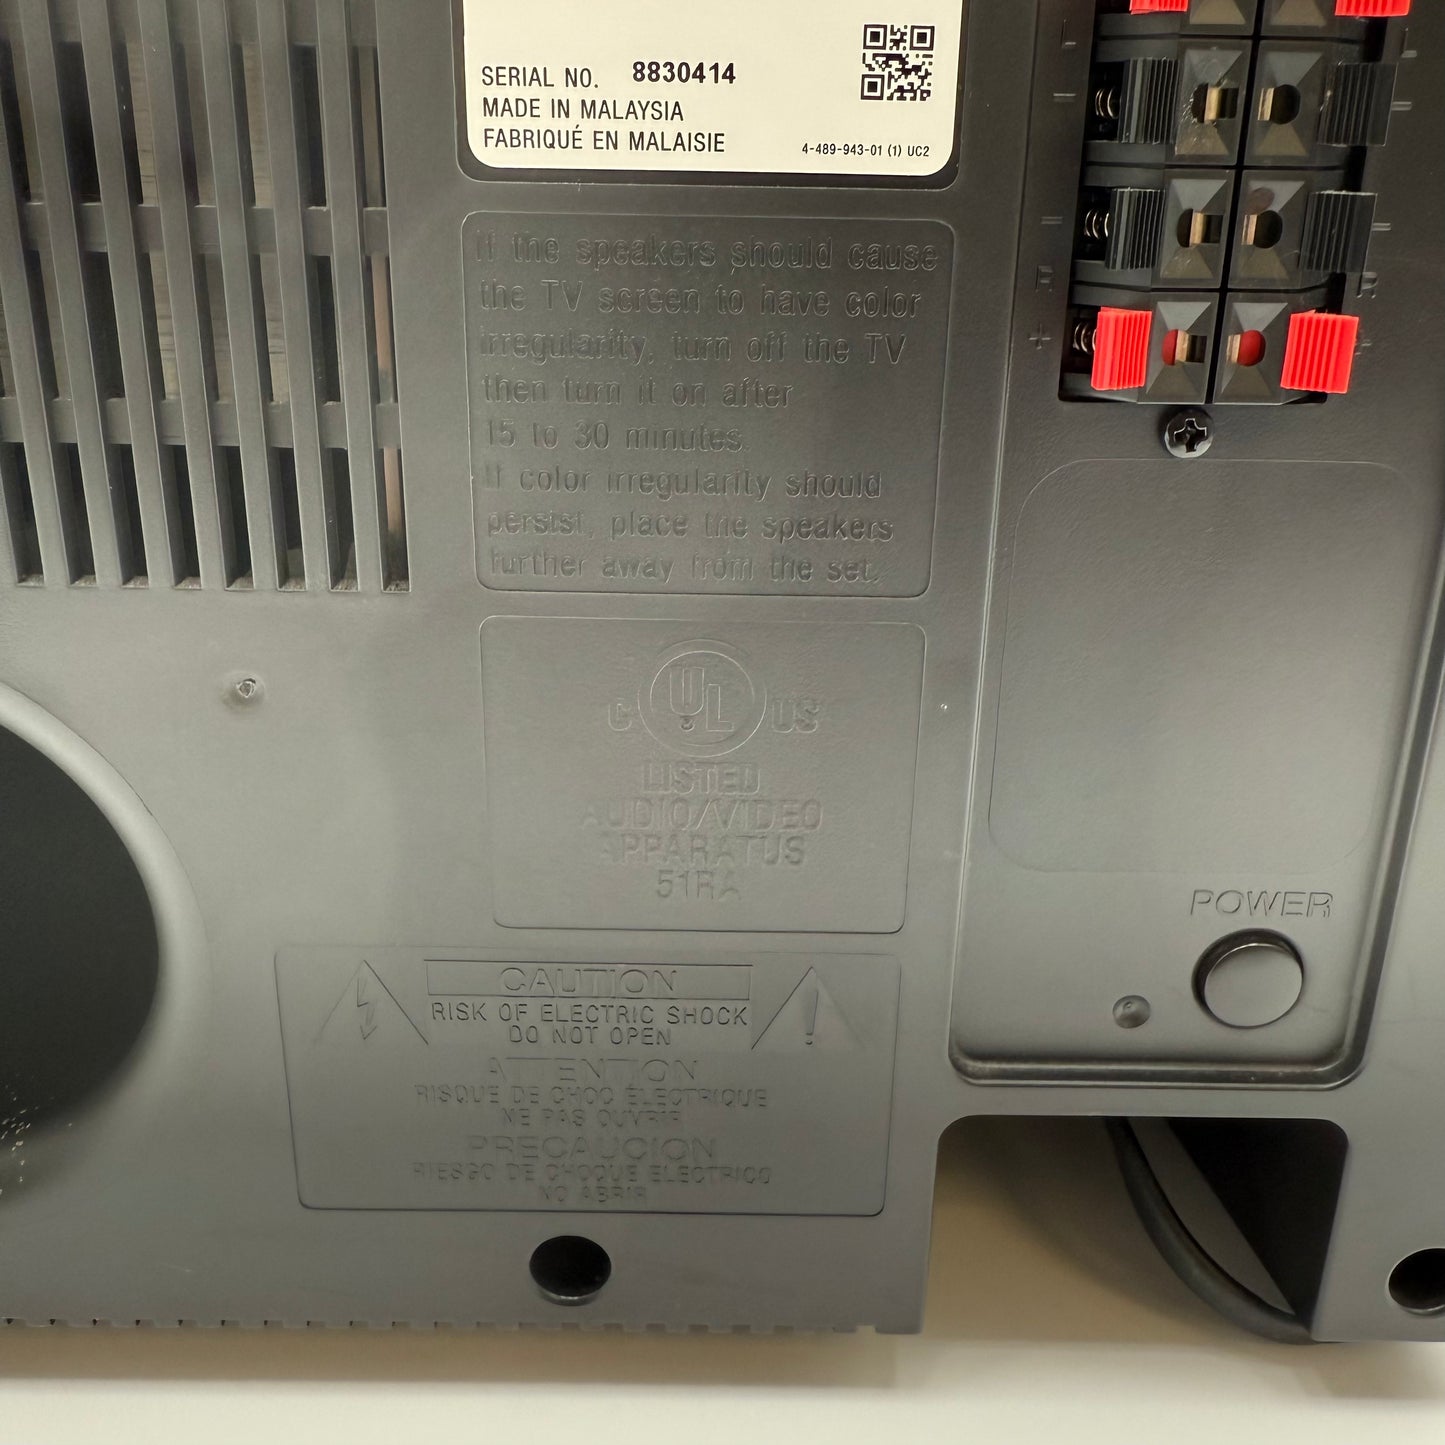 SERIAL NO. 8830414
MADE IN MALAYSIA
FABRIQUÉ EN MALAISIE
4-489-943-01 (1) UC2
If the speakers should cause
the TV screen to have color
irregularity, turn off the TV
then turn it on after
15 to 30 minutes.
If color irregularity should
persist, place the speakers
further away from the set.
C UL US
®
LISTED
AUDIO/VIDEO
APPARATUS
51RA
CAUTION
RISK OF ELECTRIC SHOCK
DO NOT OPEN
ATTENTION
RISQUE DE CHOC ÉLECTRIQUE
NE PAS OUVRIR
PRECAUCION
RIESGO DE CHOQUE ELECTRICO
NO ABRIR
− −
− −
R R
+ +
POWER